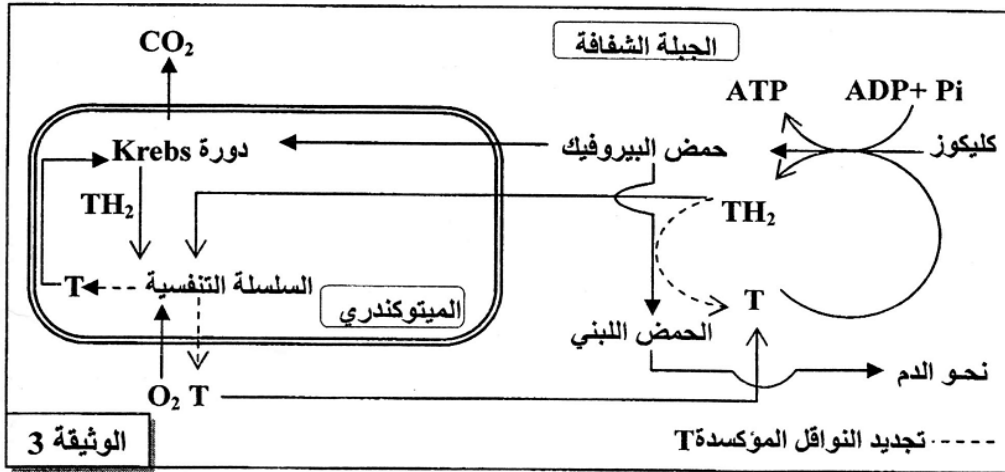 CO₂
الجبلة الشفافة
ATP
ADP+ Pi
دورة Krebs
حمض البيروفيك
كليكوز
TH₂
TH₂
T
السلسلة التنفسية
T
الميتوكندري
الحمض اللبني
نحو الدم
O₂ T
الوثيقة 3
-----تجديد النواقل المؤكسدةT